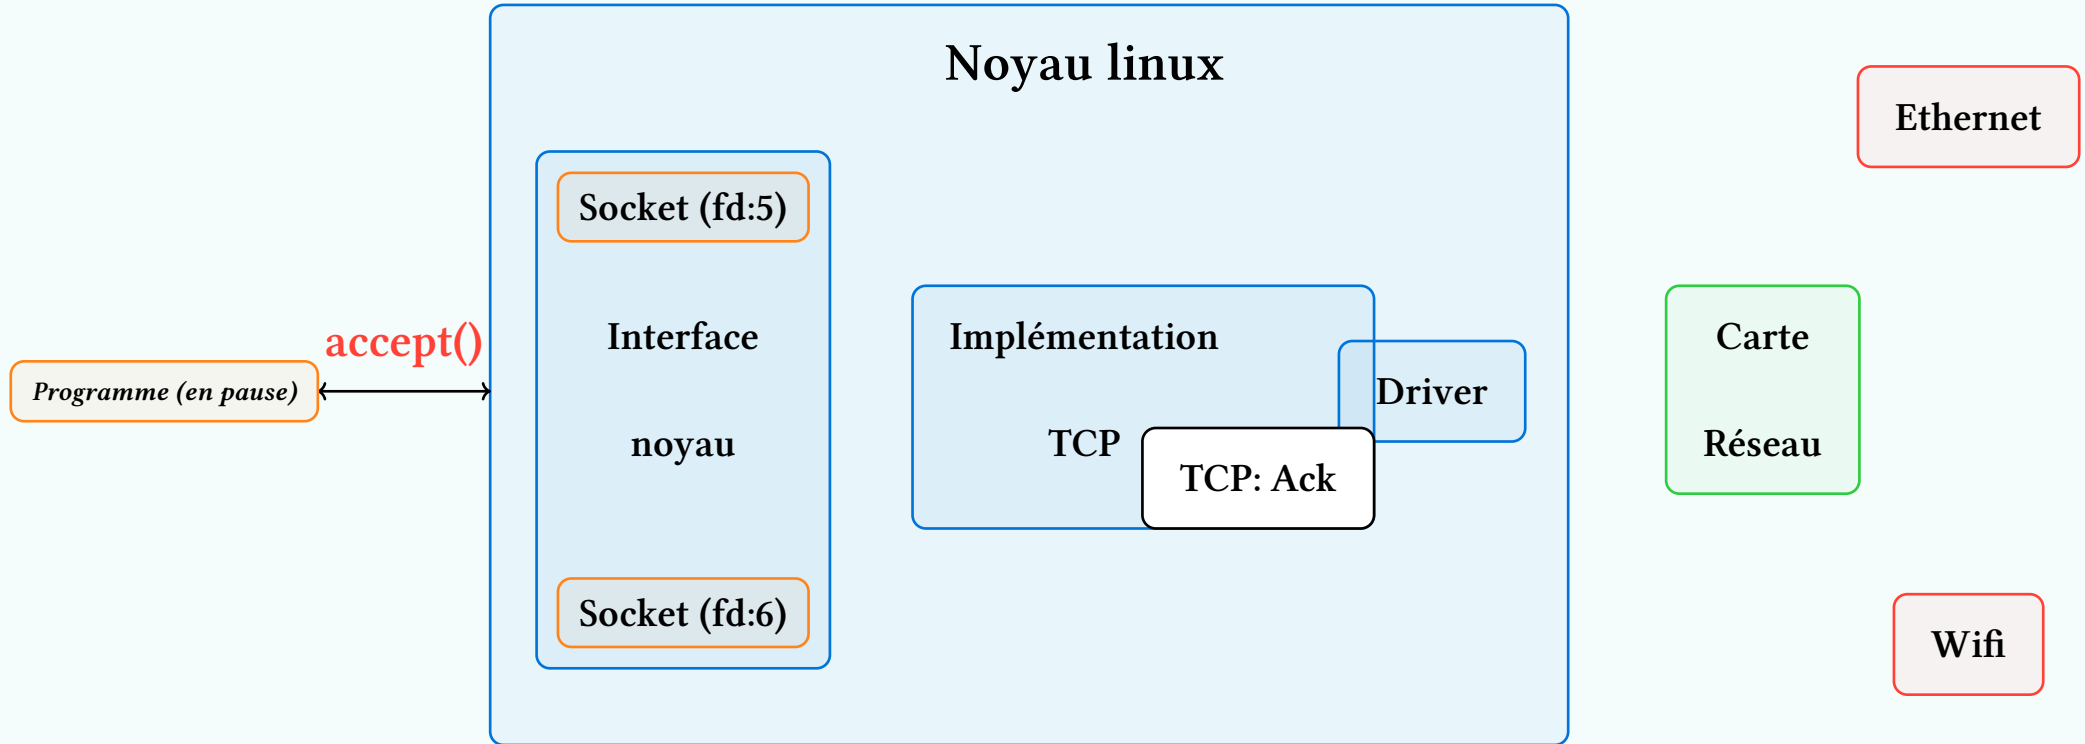 Noyau linux
Ethernet
Socket (fd:5)
accept()
Programme (en pause)
Interface
noyau
Implémentation
TCP
Driver
TCP: Ack
Carte
Réseau
Socket (fd:6)
Wifi